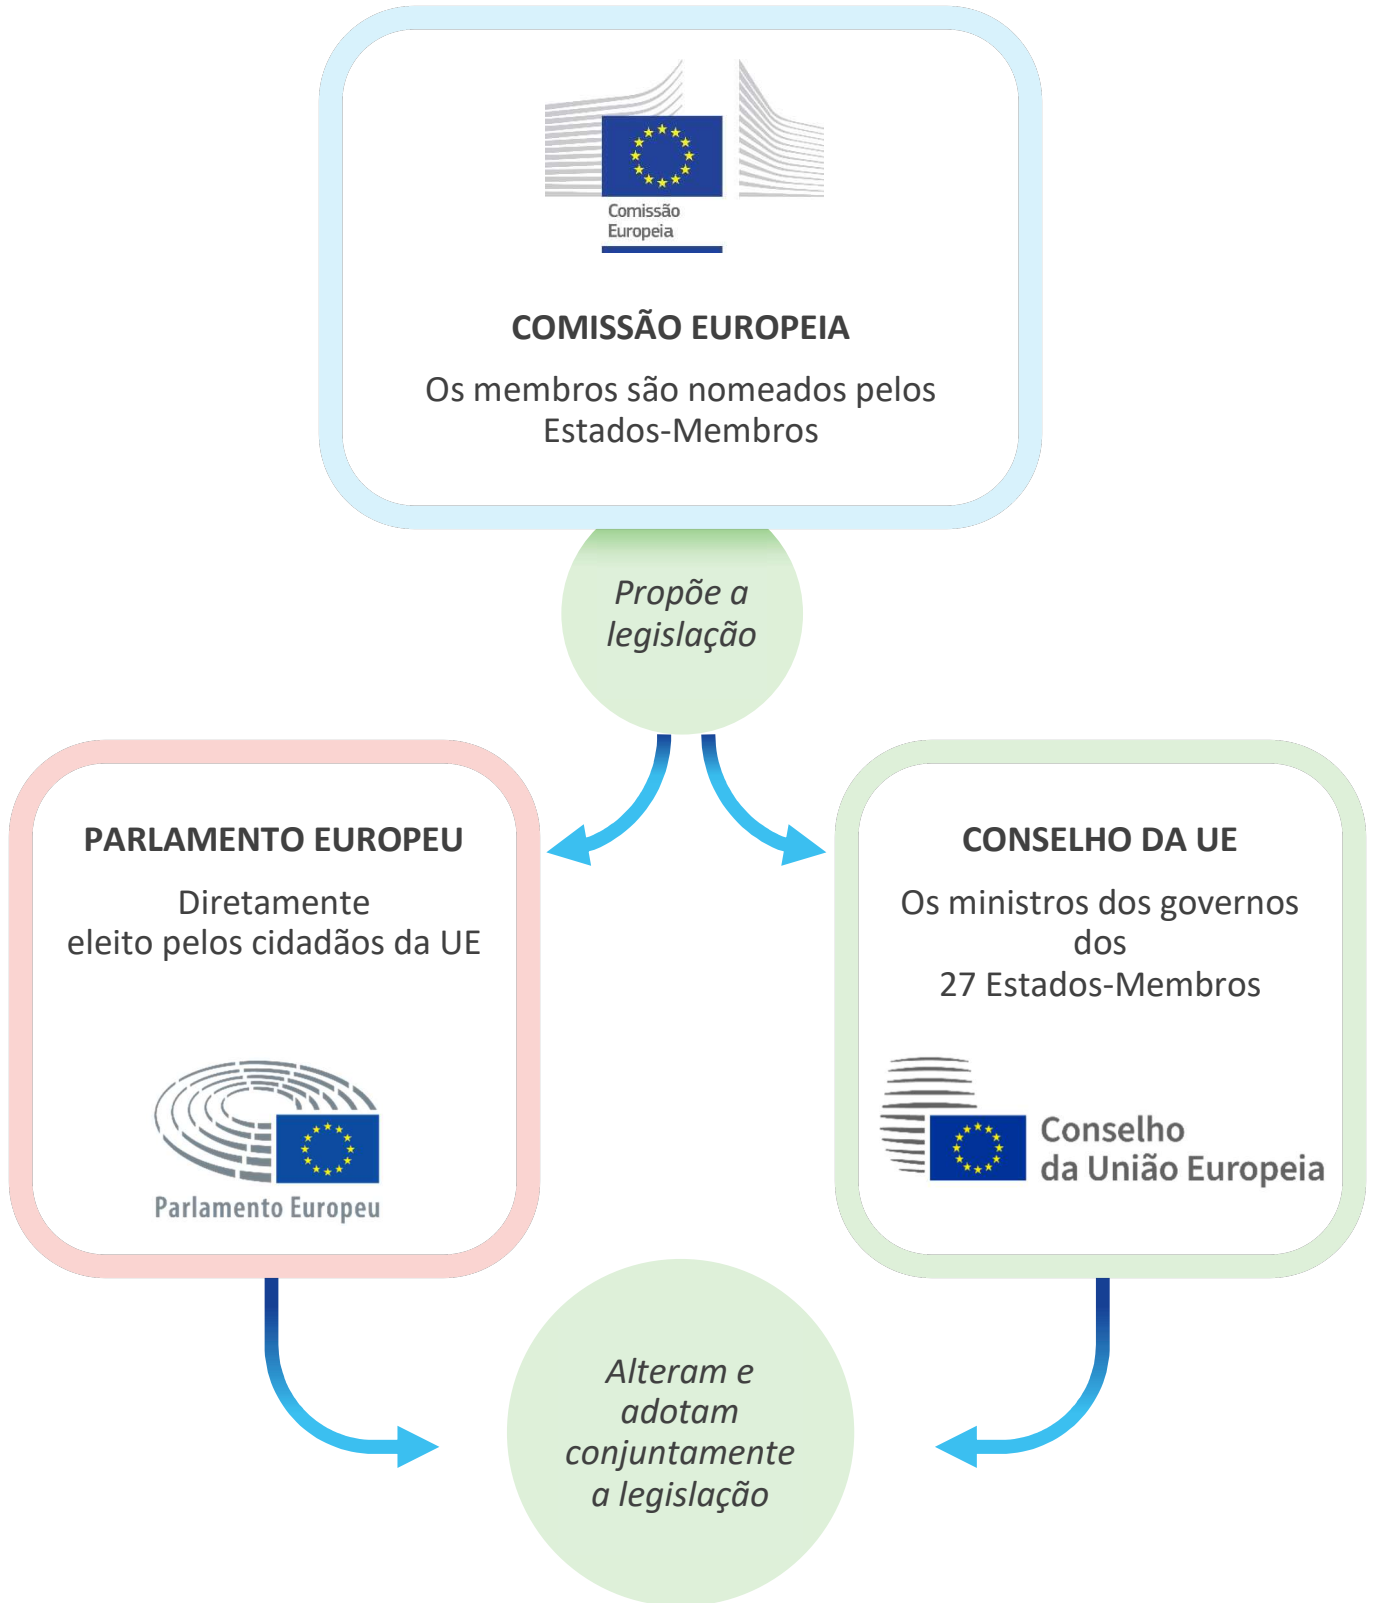 Comissão
Europeia
COMISSÃO EUROPEIA
Os membros são nomeados pelos
Estados-Membros
Propõe a
legislação
PARLAMENTO EUROPEU
Diretamente
eleito pelos cidadãos da UE
Parlamento Europeu
CONSELHO DA UE
Os ministros dos governos
dos
27 Estados-Membros
Conselho
da União Europeia
Alteram e
adotam
conjuntamente
a legislação